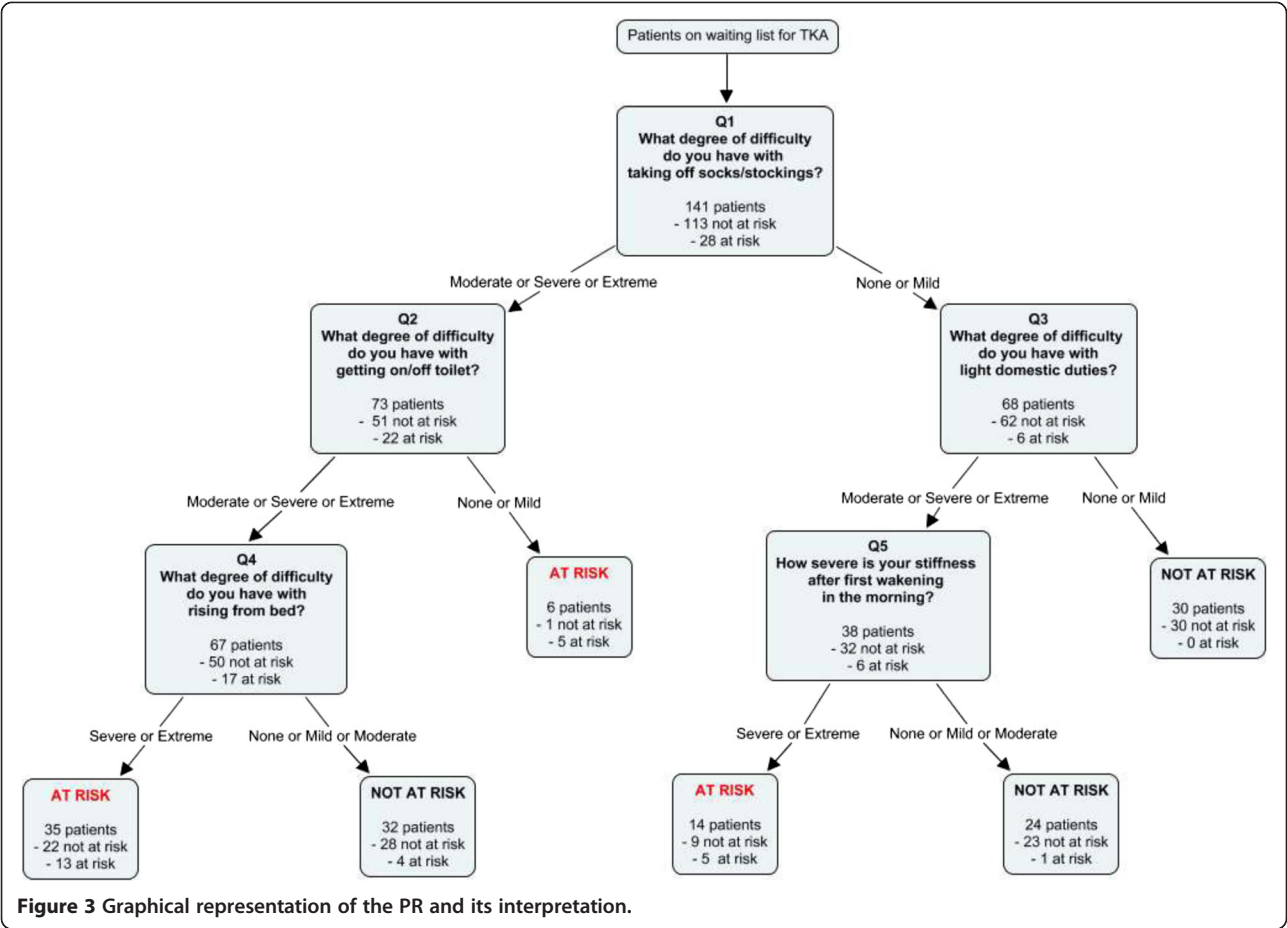 Patients on waiting list for TKA
Q1
What degree of difficulty
do you have with
taking off socks/stockings?
141 patients
- 113 not at risk
- 28 at risk
Moderate or Severe or Extreme
None or Mild
Q2
What degree of difficulty
do you have with
getting on/off toilet?
73 patients
- 51 not at risk
- 22 at risk
Q3
What degree of difficulty
do you have with
light domestic duties?
68 patients
- 62 not at risk
- 6 at risk
Moderate or Severe or Extreme
None or Mild
Moderate or Severe or Extreme
None or Mild
Q4
What degree of difficulty
do you have with
rising from bed?
67 patients
- 50 not at risk
- 17 at risk
AT RISK
6 patients
- 1 not at risk
- 5 at risk
Q5
How severe is your stiffness
after first wakening
in the morning?
38 patients
- 32 not at risk
- 6 at risk
NOT AT RISK
30 patients
- 30 not at risk
- 0 at risk
Severe or Extreme
None or Mild or Moderate
Severe or Extreme
None or Mild or Moderate
AT RISK
35 patients
- 22 not at risk
- 13 at risk
NOT AT RISK
32 patients
- 28 not at risk
- 4 at risk
AT RISK
14 patients
- 9 not at risk
- 5 at risk
NOT AT RISK
24 patients
- 23 not at risk
- 1 at risk
Figure 3 Graphical representation of the PR and its interpretation.